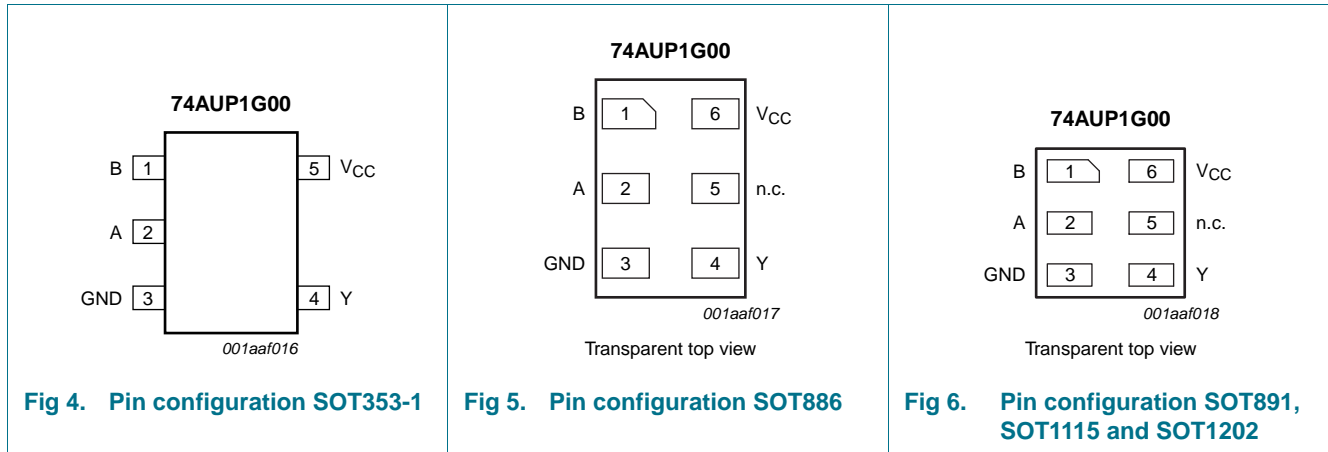 74AUP1G00
B 1
5 VCC
A 2
GND 3
4 Y
001aaf016
Fig 4. Pin configuration SOT353-1
74AUP1G00
B 1 6 VCC
A 2 5 n.c.
GND 3 4 Y
001aaf017
Transparent top view
Fig 5. Pin configuration SOT886
74AUP1G00
B 1 6 VCC
A 2 5 n.c.
GND 3 4 Y
001aaf018
Transparent top view
Fig 6. Pin configuration SOT891,
SOT1115 and SOT1202